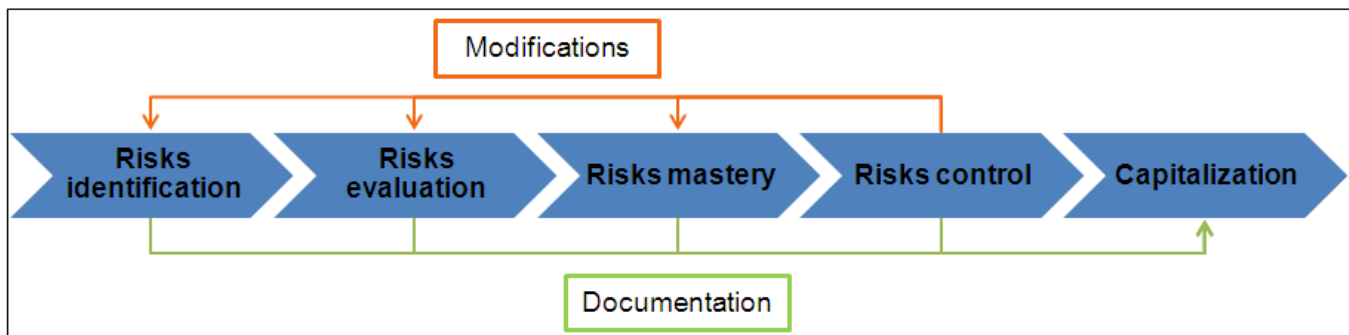 Modifications
Risks
identification
Risks
evaluation
Risks mastery
Risks control
Capitalization
Documentation